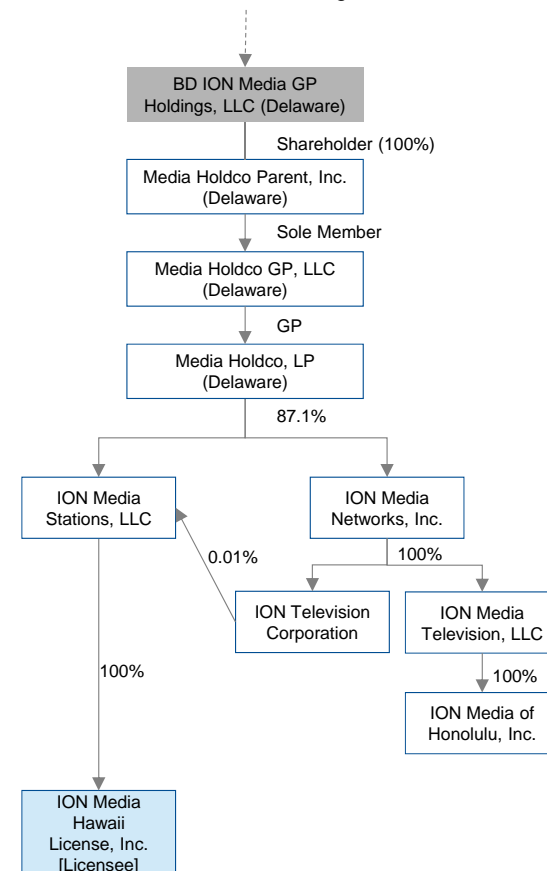 BD ION Media GP
Holdings, LLC (Delaware)
Shareholder (100%)
Media Holdco Parent, Inc.
(Delaware)
Sole Member
Media Holdco GP, LLC
(Delaware)
GP
Media Holdco, LP
(Delaware)
87.1%
ION Media
Stations, LLC
ION Media
Networks, Inc.
0.01%
100%
ION Television
Corporation
ION Media
Television, LLC
100%
100%
ION Media of
Honolulu, Inc.
ION Media
Hawaii
License, Inc.
[Licensee]